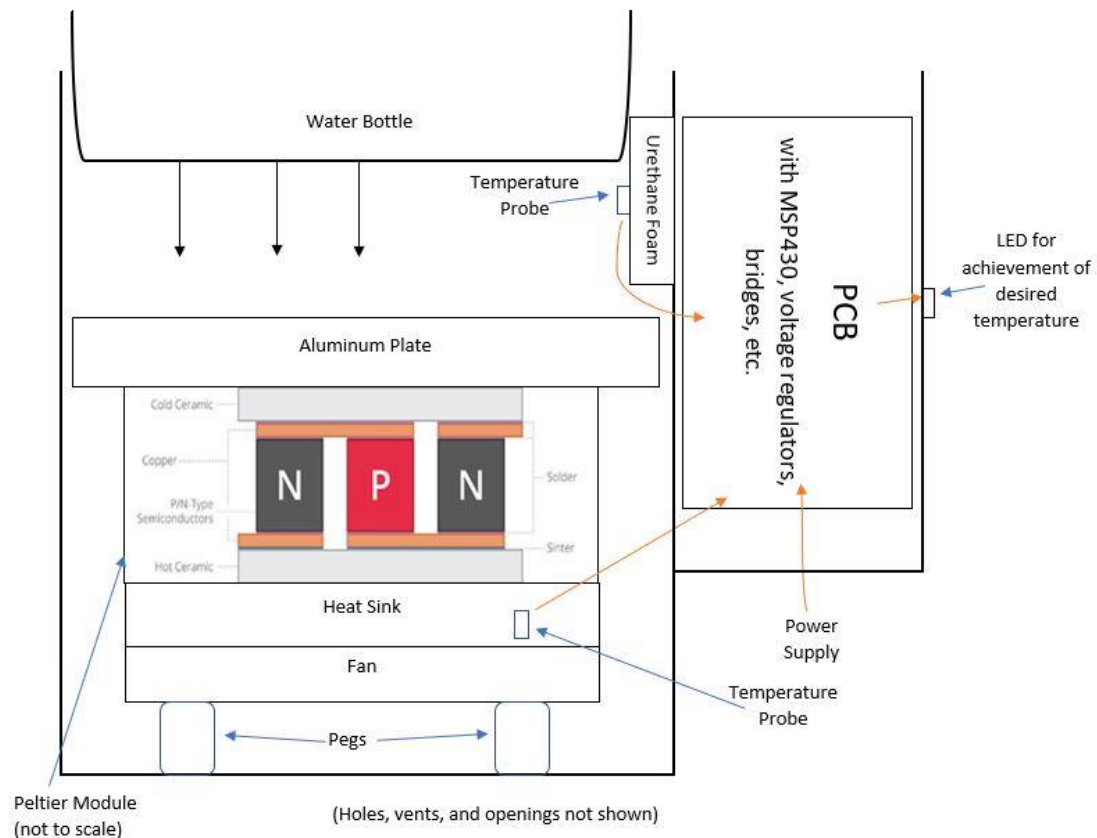 Water Bottle
Temperature
Probe
Urethane Foam
PCB
with MSP430, voltage regulators,
bridges, etc.
LED for
achievement of
desired
temperature
Aluminum Plate
Cold Ceramic
Copper
N
P
N
Solder
P/N-Type
Semiconductors
Sinter
Hot Ceramic
Heat Sink
Fan
Power
Supply
Temperature
Probe
Pegs
Peltier Module
(not to scale)
(Holes, vents, and openings not shown)